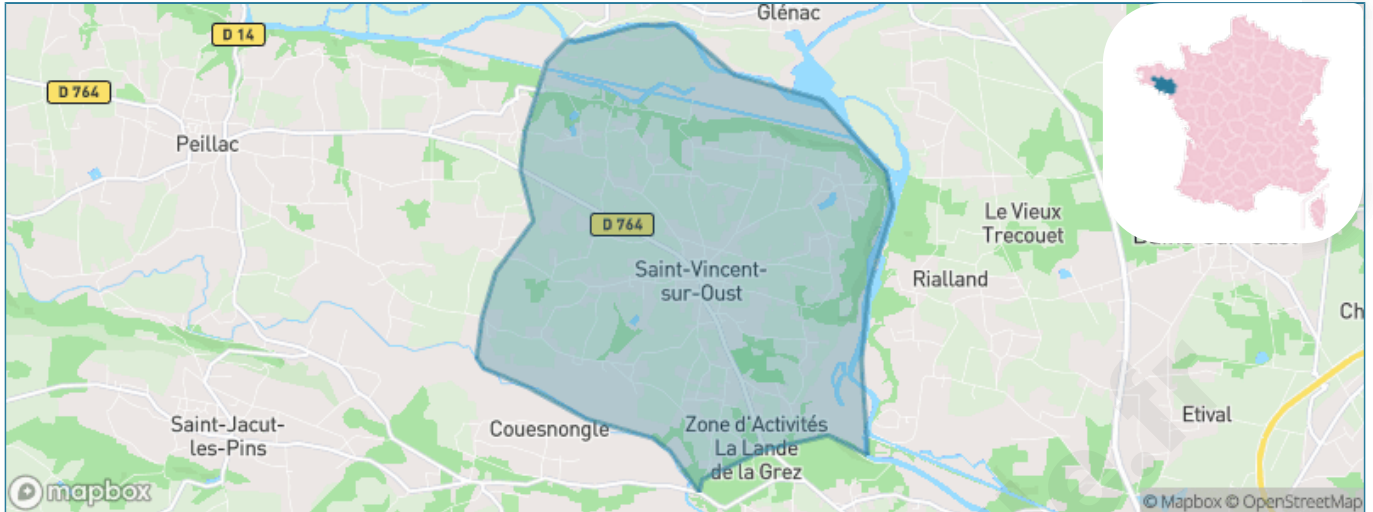 Glénac
D 14
D 764
Peillac
D 764
Le Vieux
Trecouet
Saint-Vincent-
sur-Oust
Rialland
Ch
Saint-Jacut-
les-Pins
Couesnongle
Zone d'Activités
La Lande
de la Grez
Etival
mapbox
© Mapbox © OpenStreetMap